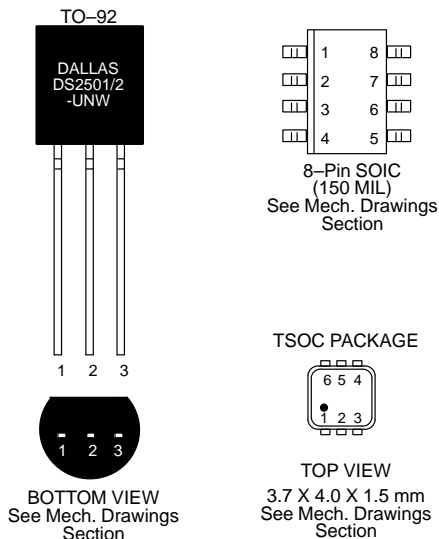 TO–92
DALLAS
DS2501/2
-UNW
1 2 3
1 2 3
BOTTOM VIEW
See Mech. Drawings
Section
1 8
2 7
3 6
4 5
8–Pin SOIC
(150 MIL)
See Mech. Drawings
Section
TSOC PACKAGE
6 5 4
1 2 3
TOP VIEW
3.7 X 4.0 X 1.5 mm
See Mech. Drawings
Section